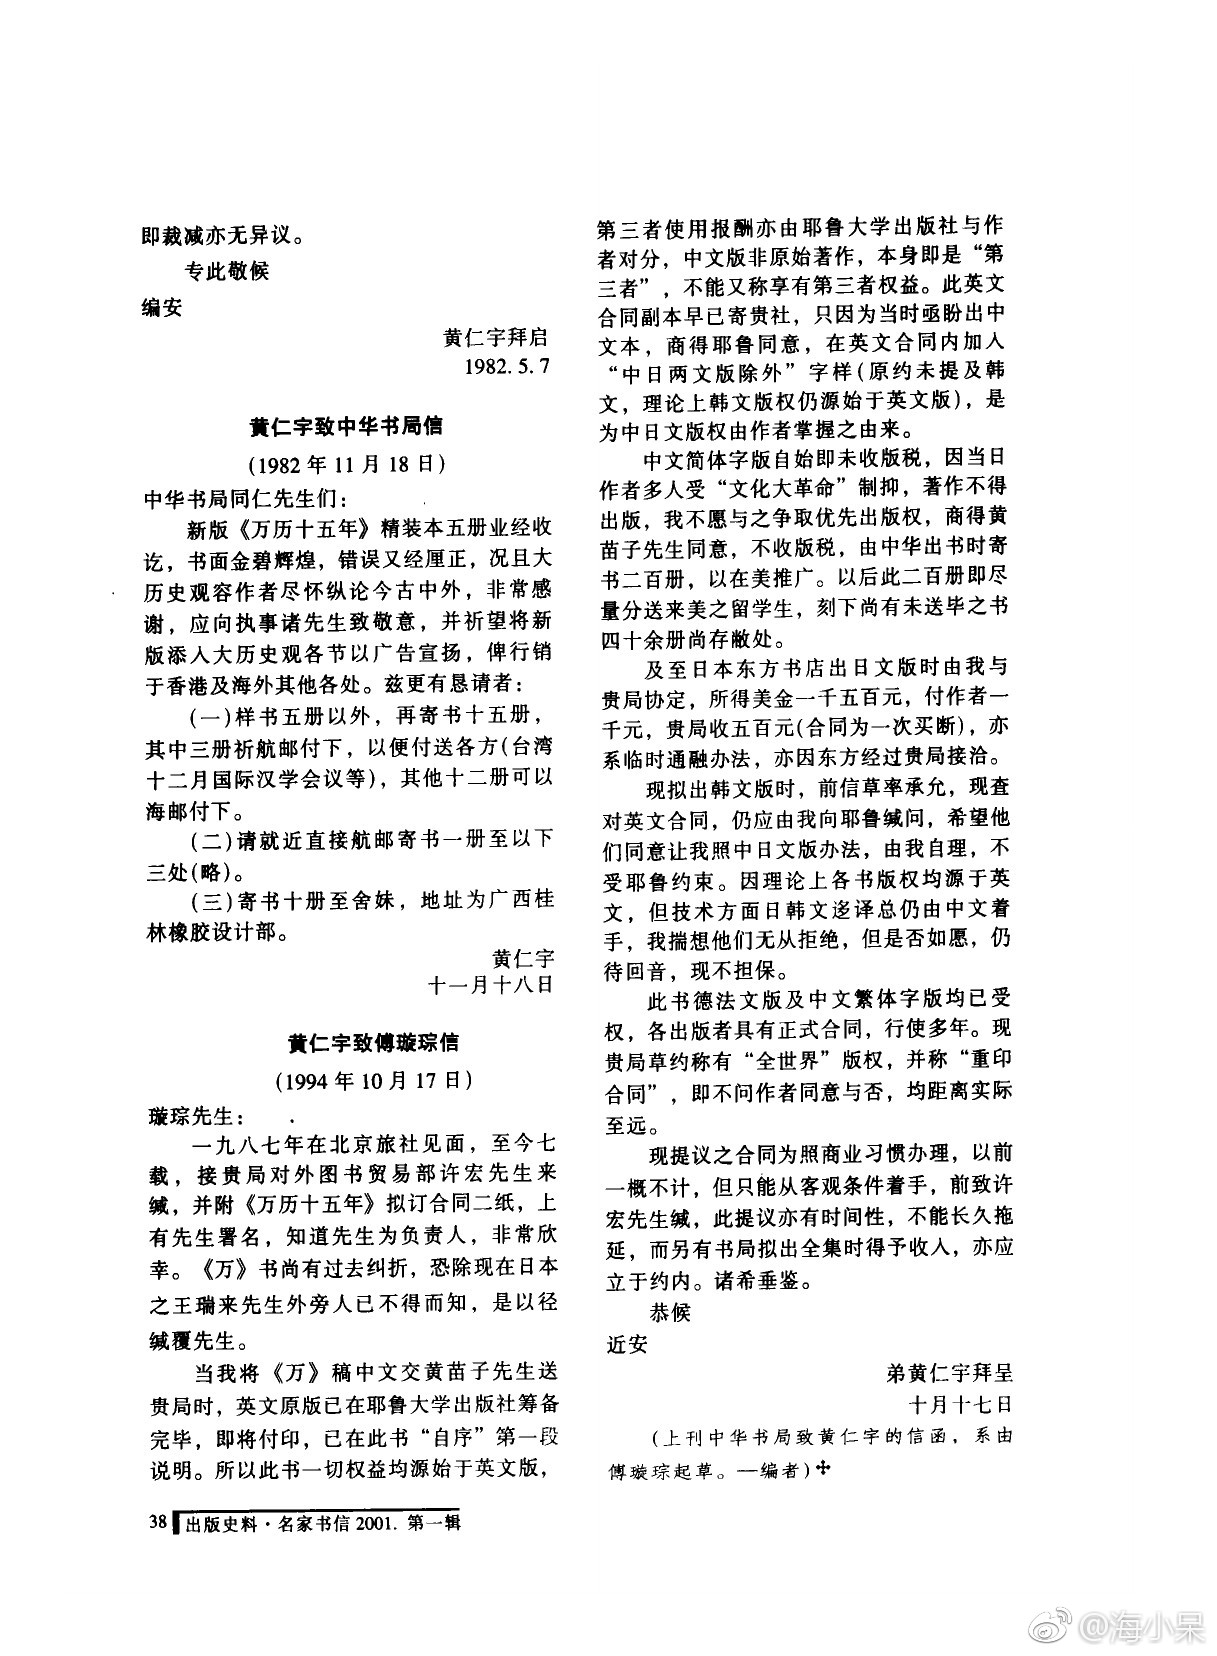 即裁减亦无异议。
专此敬候
编安
黄仁宇拜启
1982. 5. 7
黄仁宇致中华书局信
(1982 年 11 月 18 日)
中华书局同仁先生们：
新版《万历十五年》精装本五册业经收
讫，书面金碧辉煌，错误又经厘正，况且大
历史观容作者尽怀纵论今古中外，非常感
谢，应向执事诸先生致敬意，并祈望将新
版添入大历史观各节以广告宣扬，俾行销
于香港及海外其他各处。兹更有恳请者：
(一)样书五册以外，再寄书十五册，
其中三册祈航邮付下，以便付送各方(台湾
十二月国际汉学会议等)，其他十二册可以
海邮付下。
(二)请就近直接航邮寄书一册至以下
三处(略)。
(三)寄书十册至舍妹，地址为广西桂
林橡胶设计部。
黄仁宇
十一月十八日
黄仁宇致傅璇琮信
(1994 年 10 月 17 日)
璇琮先生：
一九八七年在北京旅社见面，至今七
载，接贵局对外图书贸易部许宏先生来
缄，并附《万历十五年》拟订合同二纸，上
有先生署名，知道先生为负责人，非常欣
幸。《万》书尚有过去纠折，恐除现在日本
之王瑞来先生外旁人已不得而知，是以径
缄覆先生。
当我将《万》稿中文交黄苗子先生送
贵局时，英文原版已在耶鲁大学出版社筹备
完毕，即将付印，已在此书“自序”第一段
说明。所以此书一切权益均源始于英文版，
第三者使用报酬亦由耶鲁大学出版社与作
者对分，中文版非原始著作，本身即是“第
三者”，不能又称享有第三者权益。此英文
合同副本早已寄贵社，只因为当时亟盼出中
文本，商得耶鲁同意，在英文合同内加入
“中日两文版除外”字样(原约未提及韩
文，理论上韩文版权仍源始于英文版)，是
为中日文版权由作者掌握之由来。
中文简体字版自始即未收版税，因当日
作者多人受“文化大革命”制抑，著作不得
出版，我不愿与之争取优先出版权，商得黄
苗子先生同意，不收版税，由中华出书时寄
书二百册，以在美推广。以后此二百册即尽
量分送来美之留学生，刻下尚有未送毕之书
四十余册尚存敝处。
及至日本东方书店出日文版时由我与
贵局协定，所得美金一千五百元，付作者一
千元，贵局收五百元(合同为一次买断)，亦
系临时通融办法，亦因东方经过贵局接洽。
现拟出韩文版时，前信草率承允，现查
对英文合同，仍应由我向耶鲁缄问，希望他
们同意让我照中日文版办法，由我自理，不
受耶鲁约束。因理论上各书版权均源于英
文，但技术方面日韩文迻译总仍由中文着
手，我揣想他们无从拒绝，但是否如愿，仍
待回音，现不担保。
此书德法文版及中文繁体字版均已受
权，各出版者具有正式合同，行使多年。现
贵局草约称有“全世界”版权，并称“重印
合同”，即不问作者同意与否，均距离实际
至远。
现提议之合同为照商业习惯办理，以前
一概不计，但只能从客观条件着手，前致许
宏先生缄，此提议亦有时间性，不能长久拖
延，而另有书局拟出全集时得予收入，亦应
立于约内。诸希垂鉴。
恭候
近安
弟黄仁宇拜呈
十月十七日
(上刊中华书局致黄仁宇的信函，系由
傅璇琮起草。—编者)✣
38 出版史料·名家书信 2001. 第一辑
@海小呆